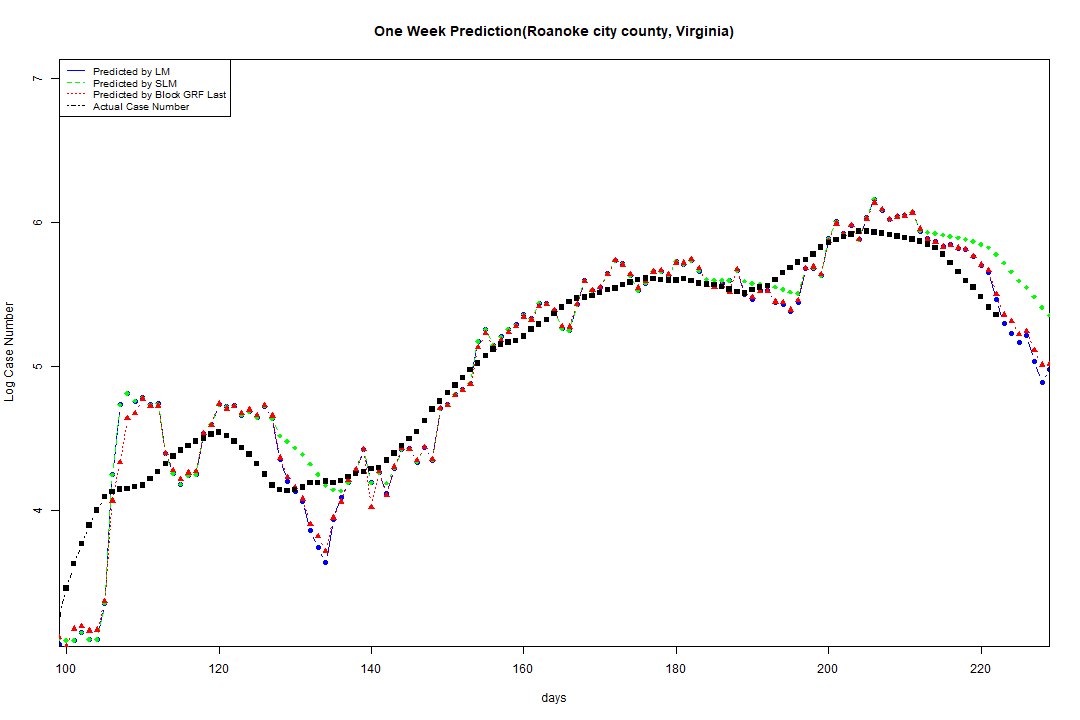 One Week Prediction(Roanoke city county, Virginia)
Predicted by LM
Predicted by SLM
Predicted by Block GRF Last
Actual Case Number
7
6
5
4
Log Case Number
100 120 140 160 180 200 220
days